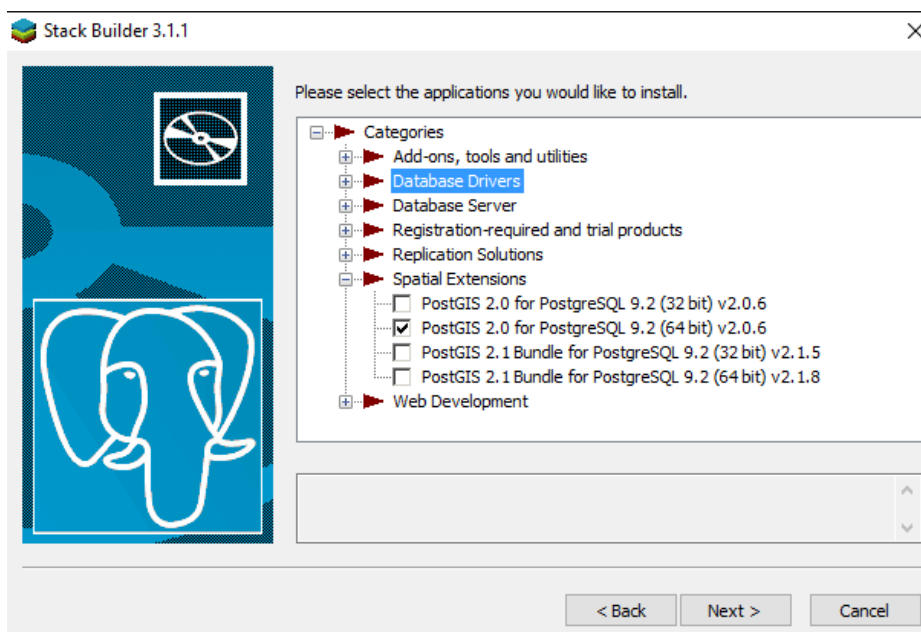 Stack Builder 3.1.1
Please select the applications you would like to install.
Categories
Add-ons, tools and utilities
Database Drivers
Database Server
Registration-required and trial products
Replication Solutions
Spatial Extensions
PostGIS 2.0 for PostgreSQL 9.2 (32 bit) v2.0.6
PostGIS 2.0 for PostgreSQL 9.2 (64 bit) v2.0.6
PostGIS 2.1 Bundle for PostgreSQL 9.2 (32 bit) v2.1.5
PostGIS 2.1 Bundle for PostgreSQL 9.2 (64 bit) v2.1.8
Web Development
< Back Next > Cancel